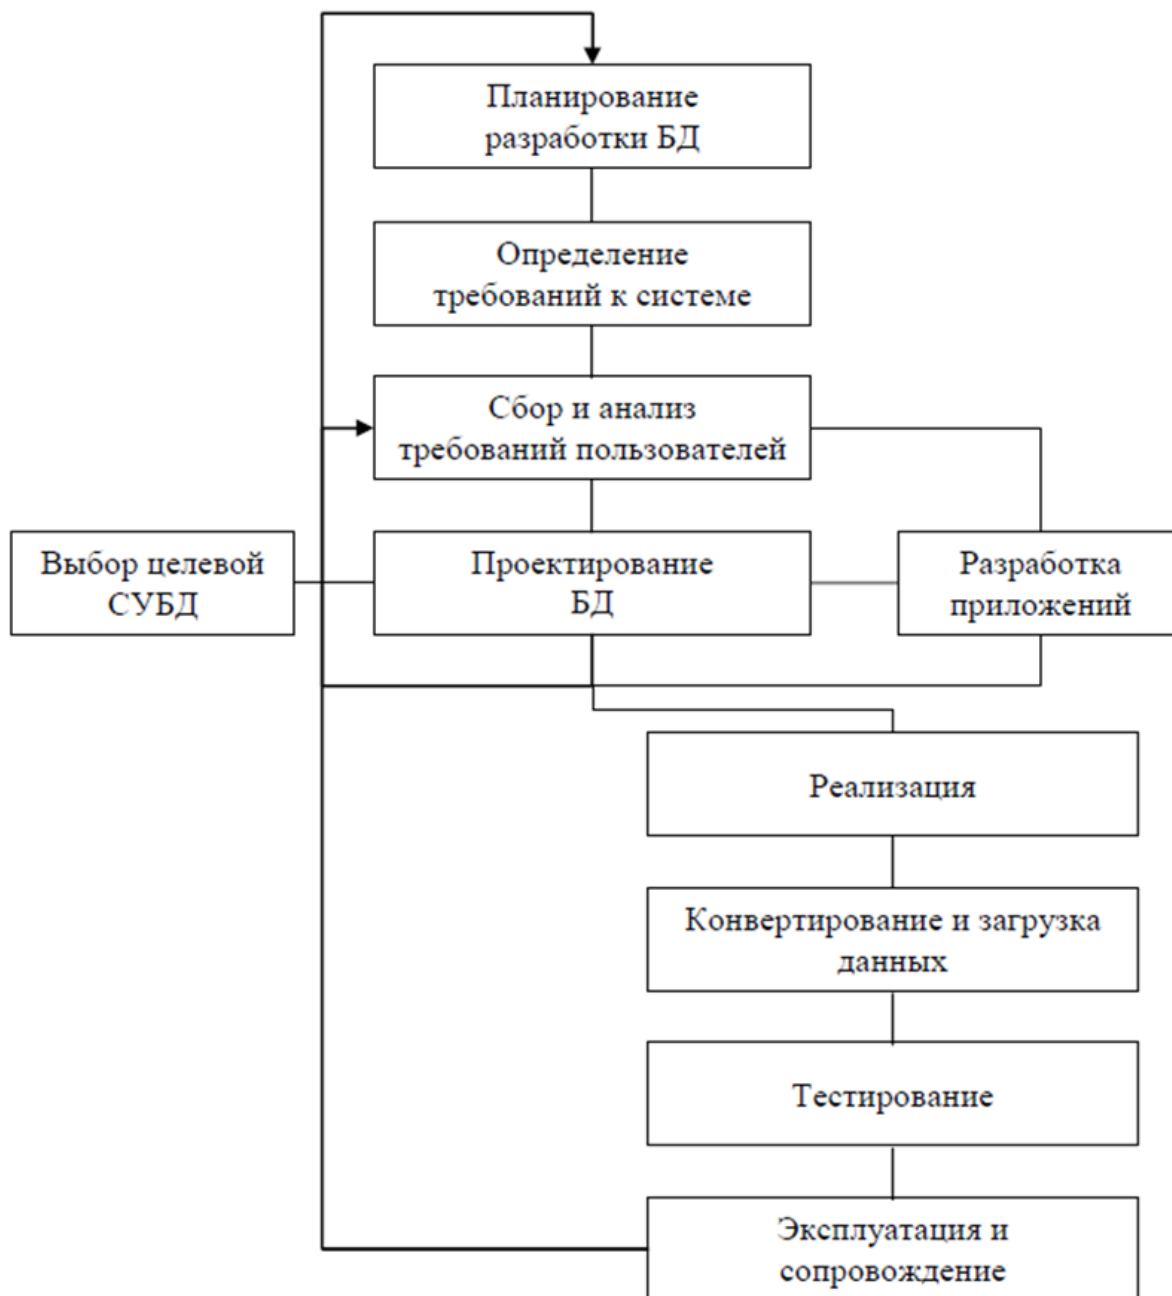 Планирование
разработки БД
Определение
требований к системе
Сбор и анализ
требований пользователей
Выбор целевой
СУБД
Проектирование
БД
Разработка
приложений
Реализация
Конвертирование и загрузка
данных
Тестирование
Эксплуатация и
сопровождение